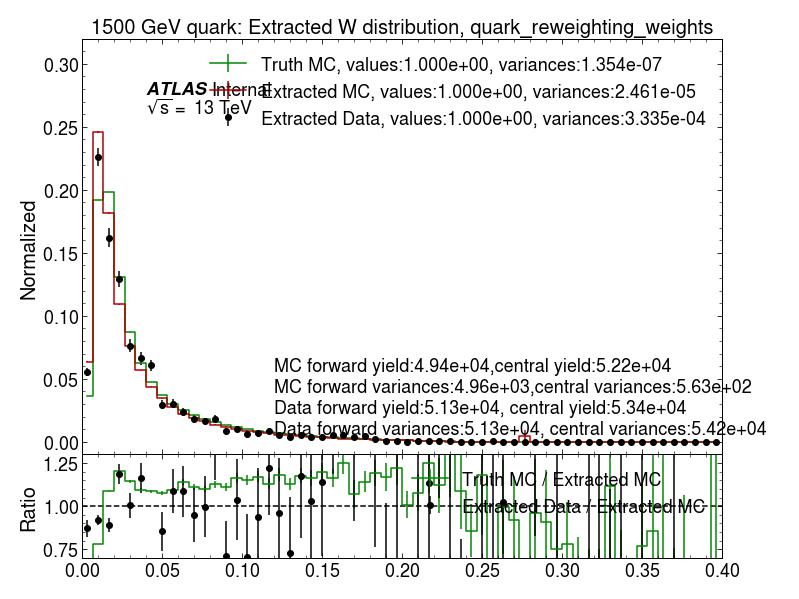 1500 GeV quark: Extracted W distribution, quark_reweighting_weights
Truth MC, values:1.000e+00, variances:1.354e-07
ATLAS Internal
Extracted MC, values:1.000e+00, variances:2.461e-05
√s = 13 TeV
Extracted Data, values:1.000e+00, variances:3.335e-04
Normalized
0.30
0.25
0.20
0.15
0.10
0.05
0.00
MC forward yield:4.94e+04,central yield:5.22e+04
MC forward variances:4.96e+03,central variances:5.63e+02
Data forward yield:5.13e+04, central yield:5.34e+04
Data forward variances:5.13e+04, central variances:5.42e+04
Ratio
1.25
1.00
0.75
Truth MC / Extracted MC
Extracted Data / Extracted MC
0.00 0.05 0.10 0.15 0.20 0.25 0.30 0.35 0.40